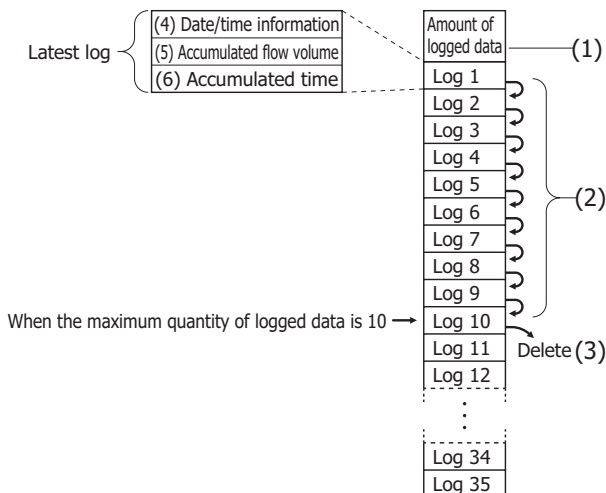 (4) Date/time information
Latest log
(5) Accumulated flow volume
(6) Accumulated time
Amount of
logged data
(1)
Log 1
Log 2
Log 3
Log 4
Log 5
Log 6
Log 7
Log 8
Log 9
(2)
When the maximum quantity of logged data is 10
Log 10
Log 11
Delete (3)
Log 12
Log 34
Log 35